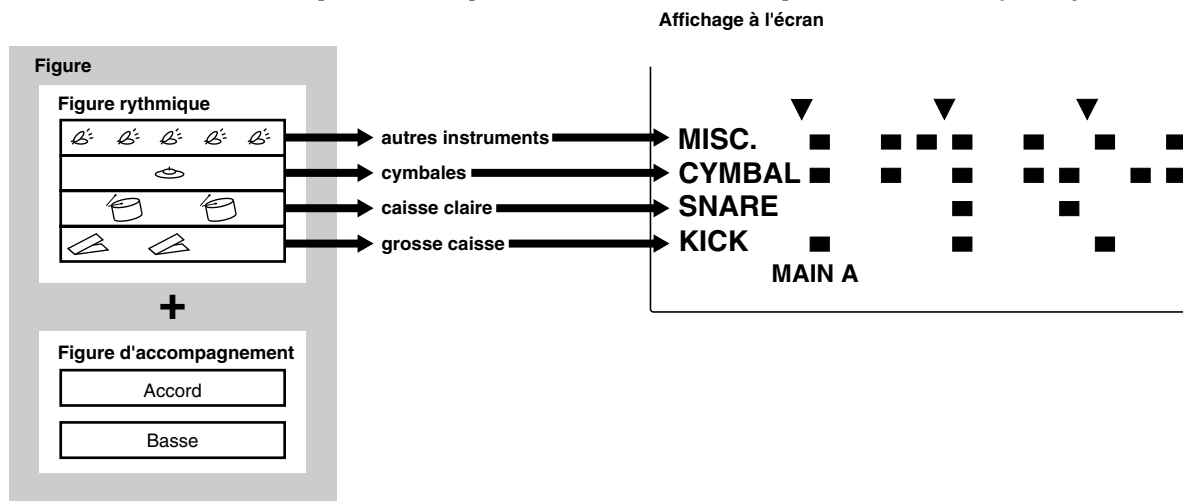 Affichage à l'écran
Figure
Figure rythmique
autres instruments
MISC.
cymbales
CYMBAL
caisse claire
SNARE
grosse caisse
KICK
MAIN A
+
Figure d'accompagnement
Accord
Basse